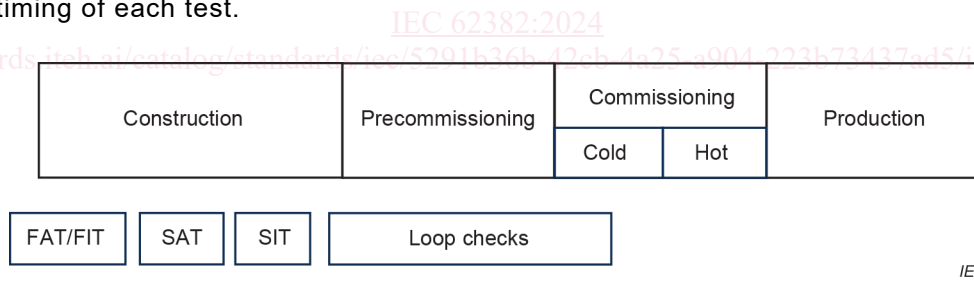 timing of each test.
IEC 62382:2024
rds.iteh.ai/catalog/standards/iec/5291b36b-42cb-4a25-a904-223b73437ad5/i
Construction
Precommissioning
Commissioning
Production
Cold
Hot
FAT/FIT
SAT
SIT
Loop checks
IE